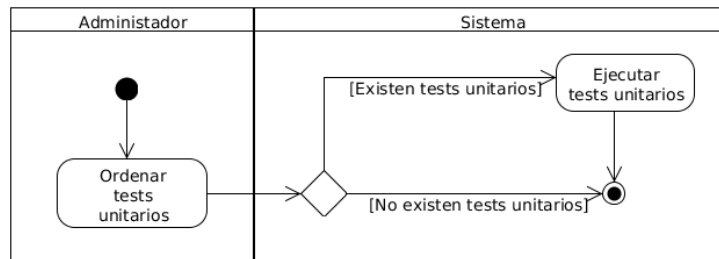 Administador
Sistema
Ejecutar
tests unitarios
[Existen tests unitarios]
Ordenar
tests
unitarios
[No existen tests unitarios]